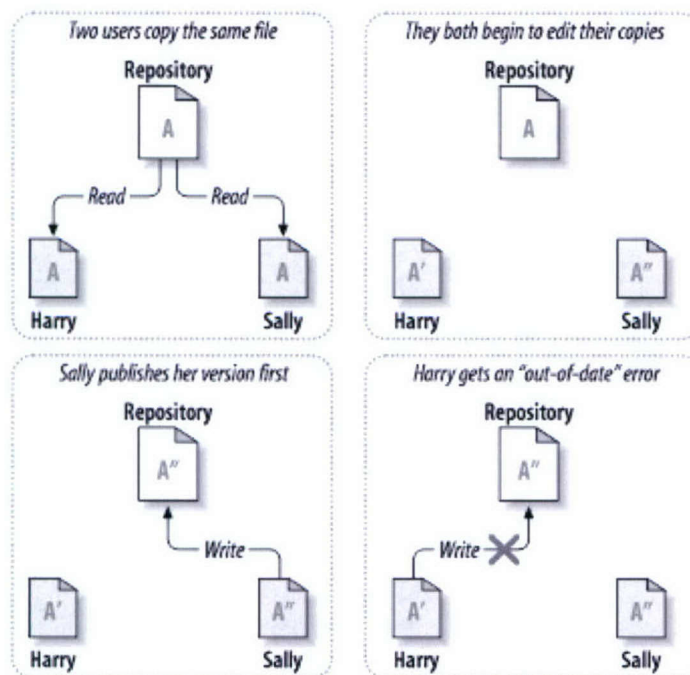 Two users copy the same file
Repository
A
Read
Read
A
A
Harry
Sally
They both begin to edit their copies
Repository
A
A'
A"
Harry
Sally
Sally publishes her version first
Repository
A"
Write
A'
A"
Harry
Sally
Harry gets an "out-of-date" error
Repository
A"
Write
A'
A"
Harry
Sally